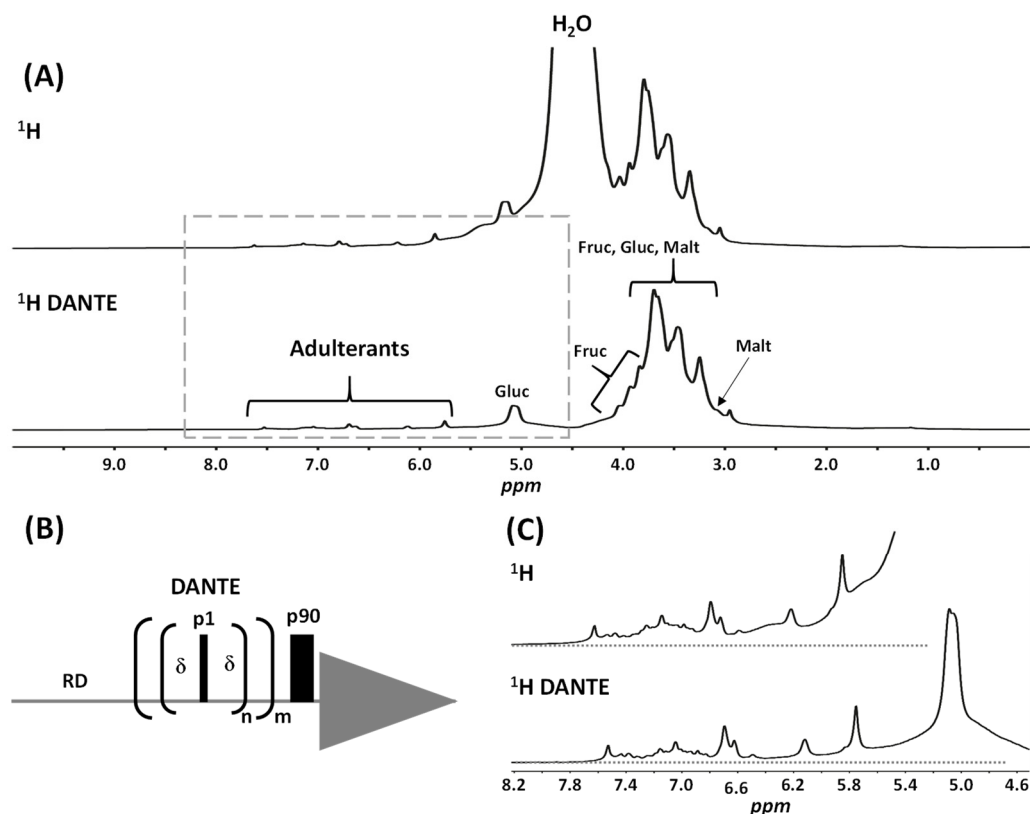 H₂O
(A)
¹H
Fruc, Gluc, Malt
¹H DANTE
Adulterants
Fruc
Malt
Gluc
9.0 8.0 7.0 6.0 5.0 4.0 3.0 2.0 1.0
ppm
(B)
DANTE
p1 p90
δ δ
RD
n m
(C)
¹H
¹H DANTE
8.2 7.8 7.4 7.0 6.6 6.2 5.8 5.4 5.0 4.6
ppm